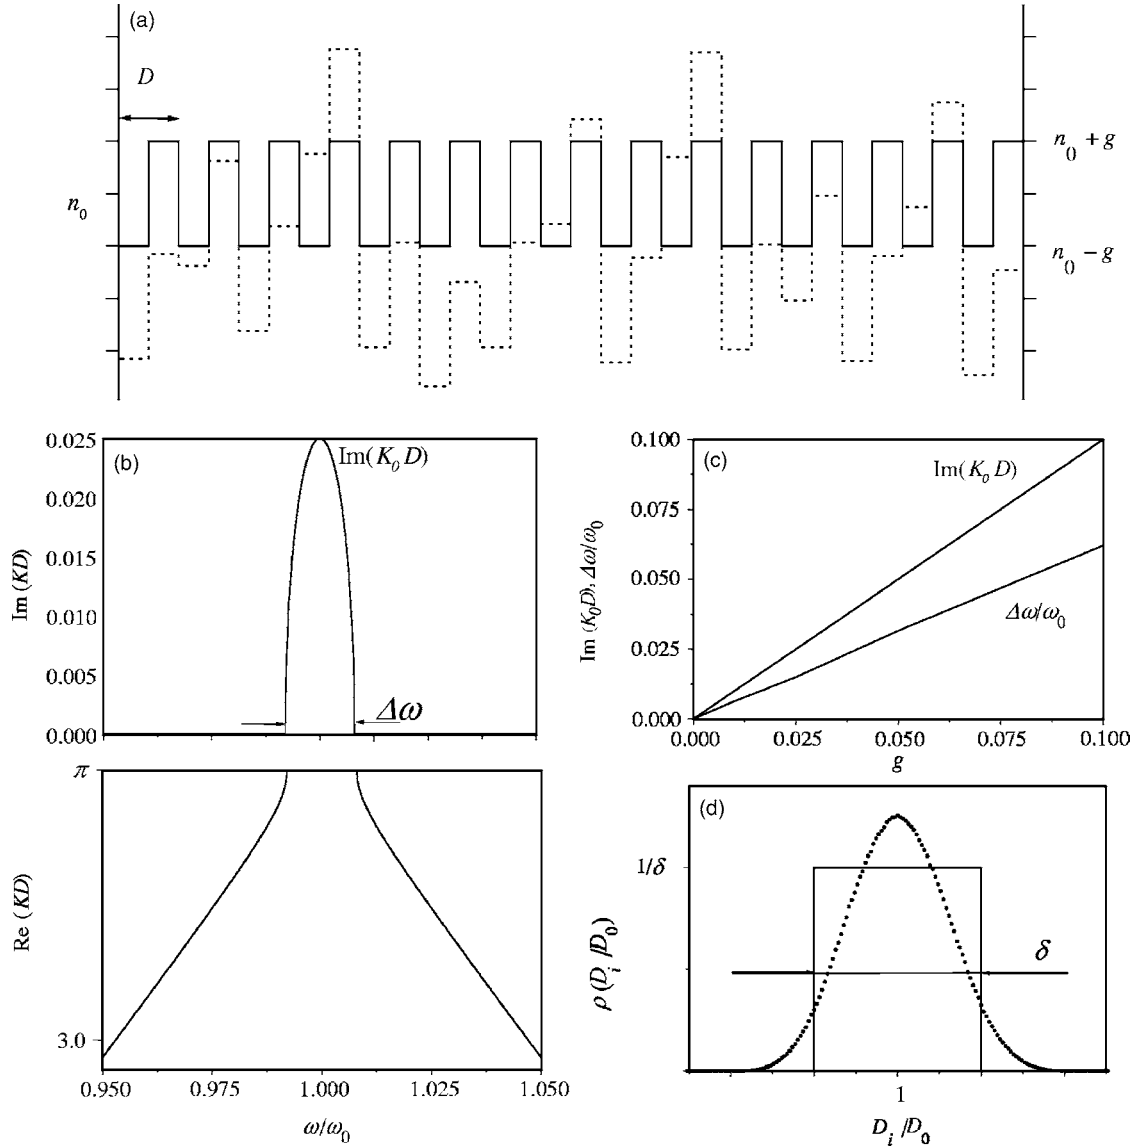 (a)
D
n₀ + g
n₀
n₀ − g
(b)
0.025
Im(K₀D)
0.020
0.015
Im (KD)
0.010
0.005
Δω
0.000
π
Re (KD)
3.0
0.950 0.975 1.000 1.025 1.050
ω/ω₀
(c)
0.100
Im(K₀D)
0.075
Im (K₀D), Δω/ω₀
0.050
Δω/ω₀
0.025
0.000
0.000 0.025 0.050 0.075 0.100
g
(d)
1/δ
ρ (Dᵢ/D₀)
δ
1
Dᵢ/D₀